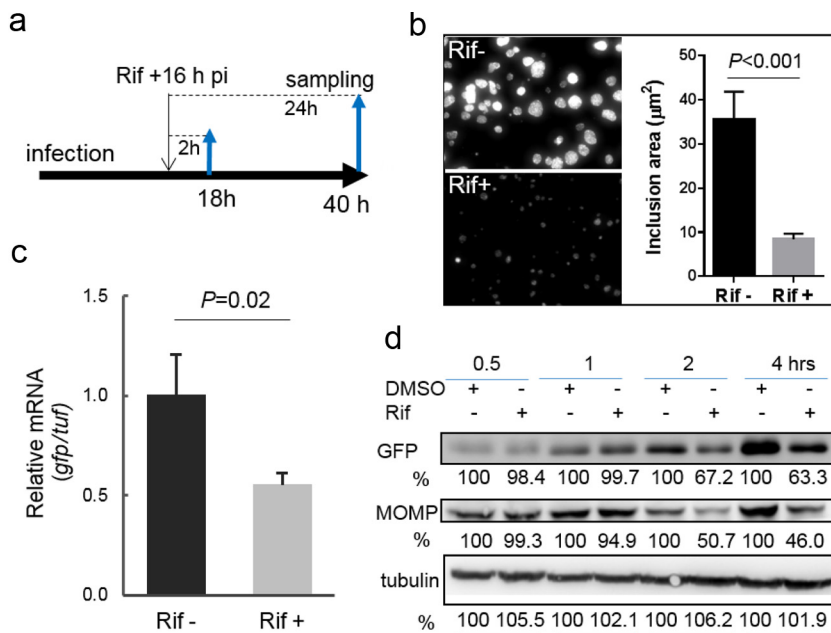 a
Rif +16 h pi
sampling
24h
2h
infection
18h
40 h
b
Rif-
Rif+
P<0.001
Inclusion area (μm2)
50
40
30
20
10
0
Rif - Rif +
c
P=0.02
Relative mRNA
(gfp/tuf)
1.5
1.0
0.5
0.0
Rif - Rif +
d
0.5 1 2 4 hrs
DMSO + - + - + - + -
Rif - + - + - + - +
GFP
% 100 98.4 100 99.7 100 67.2 100 63.3
MOMP
% 100 99.3 100 94.9 100 50.7 100 46.0
tubulin
% 100 105.5 100 102.1 100 106.2 100 101.9